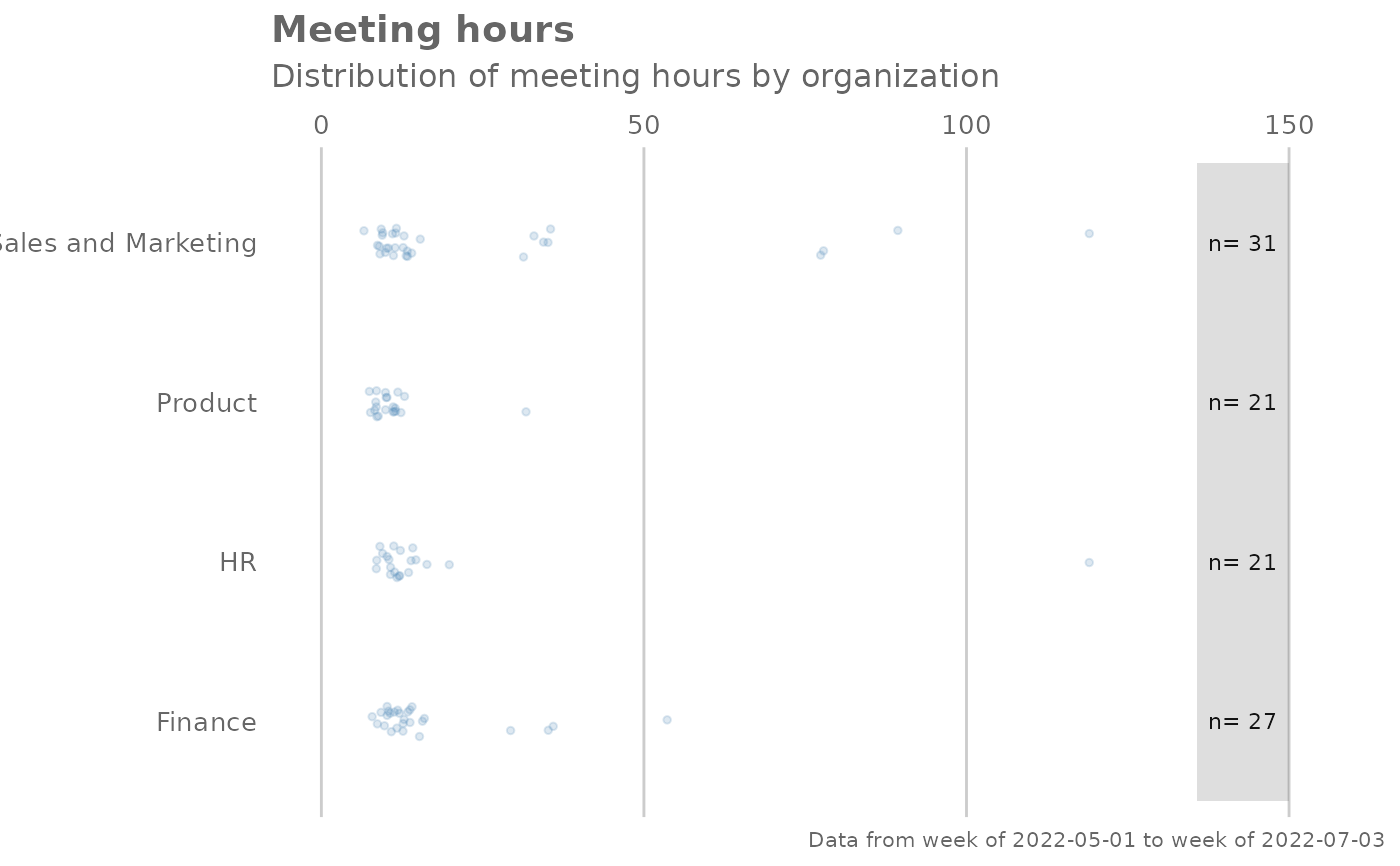 Meeting hours
Distribution of meeting hours by organization
0 50 100 150
Sales and Marketing n= 31
Product n= 21
HR n= 21
Finance n= 27
Data from week of 2022-05-01 to week of 2022-07-03